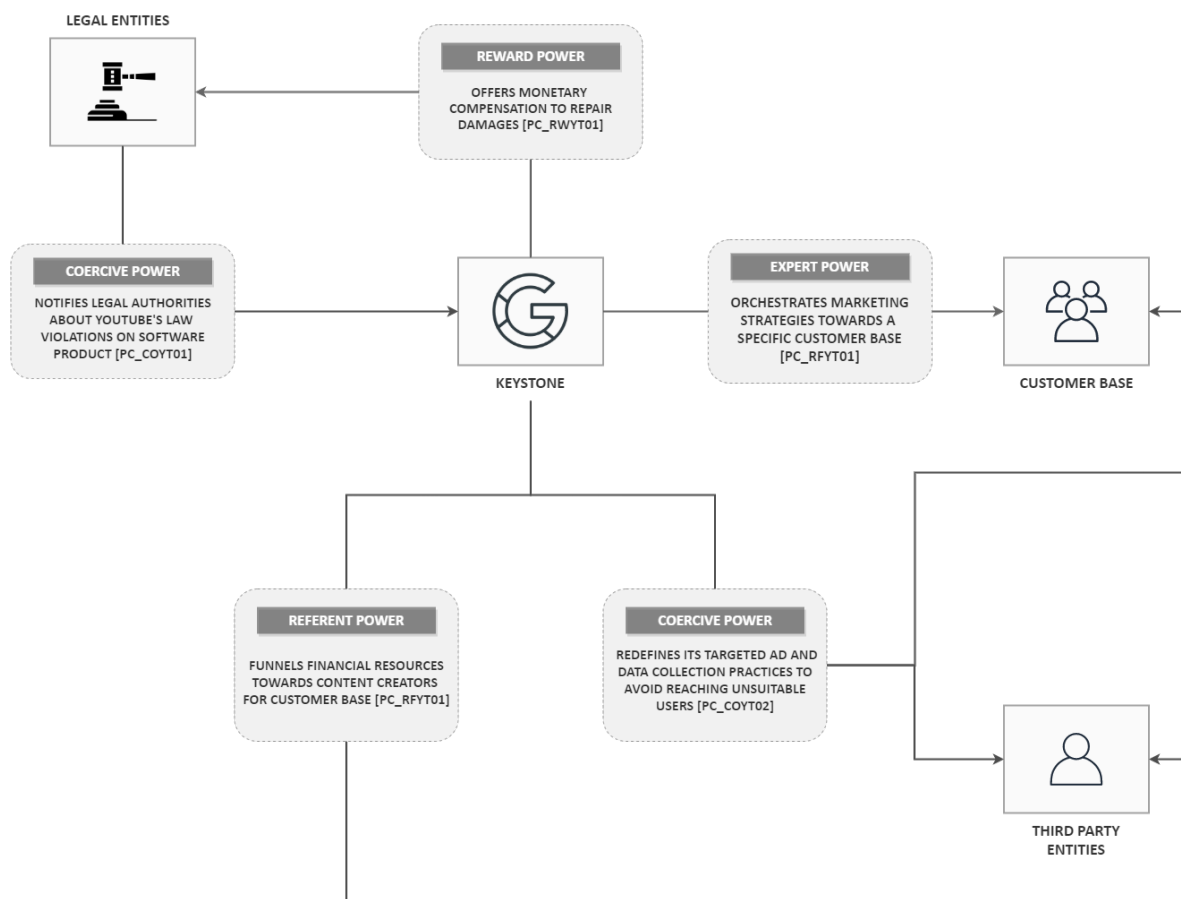 LEGAL ENTITIES
REWARD POWER
OFFERS MONETARY
COMPENSATION TO REPAIR
DAMAGES [PC_RWYT01]
COERCIVE POWER
NOTIFIES LEGAL AUTHORITIES
ABOUT YOUTUBE'S LAW
VIOLATIONS ON SOFTWARE
PRODUCT [PC_COYT01]
KEYSTONE
EXPERT POWER
ORCHESTRATES MARKETING
STRATEGIES TOWARDS A
SPECIFIC CUSTOMER BASE
[PC_RFYT01]
CUSTOMER BASE
REFERENT POWER
FUNNELS FINANCIAL RESOURCES
TOWARDS CONTENT CREATORS
FOR CUSTOMER BASE [PC_RFYT01]
COERCIVE POWER
REDEFINES ITS TARGETED AD AND
DATA COLLECTION PRACTICES TO
AVOID REACHING UNSUITABLE
USERS [PC_COYT02]
THIRD PARTY
ENTITIES